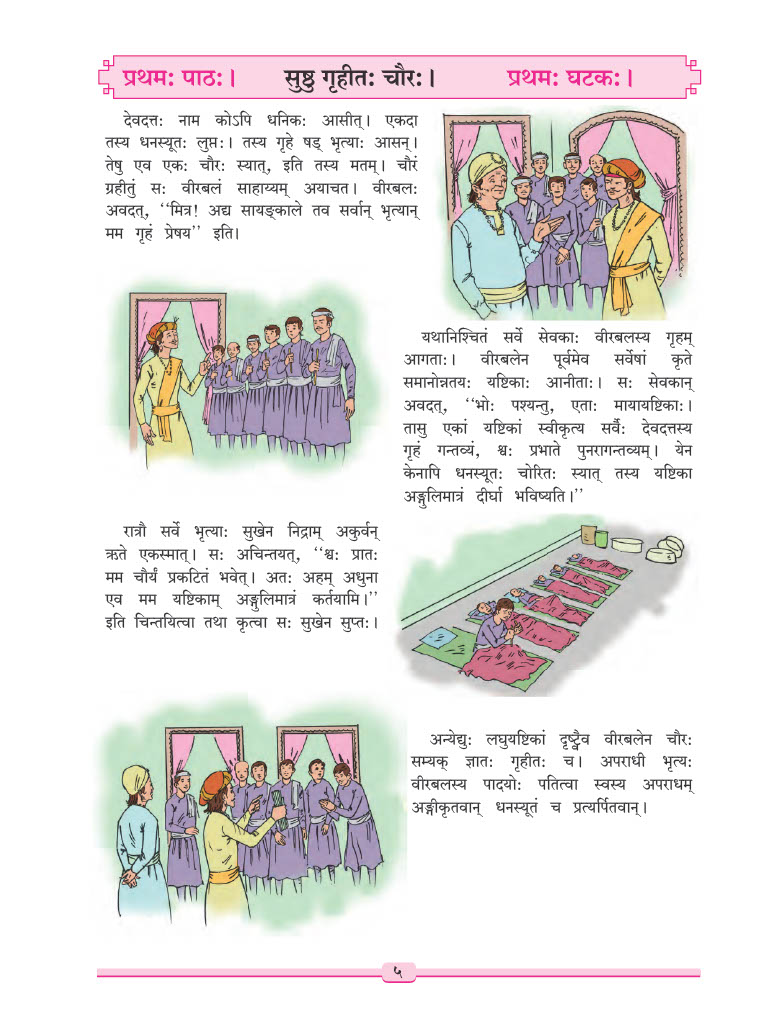 प्रथमः पाठः।
सुष्ठु गृहीतः चौरः।
प्रथमः घटकः।
देवदत्तः नाम कोऽपि धनिकः आसीत्। एकदा
तस्य धनस्यूतः लुप्तः। तस्य गृहे षड् भृत्याः आसन्।
तेषु एव एकः चौरः स्यात्, इति तस्य मतम्। चौरं
ग्रहीतुं सः वीरबलं साहाय्यम् अयाचत। वीरबलः
अवदत्, ‘‘मित्र! अद्य सायङ्काले तव सर्वान् भृत्यान्
मम गृहं प्रेषय’’ इति।
यथानिश्चितं सर्वे सेवकाः वीरबलस्य गृहम्
आगताः। वीरबलेन पूर्वमेव सर्वेषां कृते
समानोन्नतयः यष्टिकाः आनीताः। सः सेवकान्
अवदत्, ‘‘भोः पश्यन्तु, एताः मायायष्टिकाः।
तासु एकां यष्टिकां स्वीकृत्य सर्वैः देवदत्तस्य
गृहं गन्तव्यं, श्वः प्रभाते पुनरागन्तव्यम्। येन
केनापि धनस्यूतः चोरितः स्यात् तस्य यष्टिका
अङ्गुलिमात्रं दीर्घा भविष्यति।’’
रात्रौ सर्वे भृत्याः सुखेन निद्राम् अकुर्वन्
ऋते एकस्मात्। सः अचिन्तयत्, ‘‘श्वः प्रातः
मम चौर्यं प्रकटितं भवेत्। अतः अहम् अधुना
एव मम यष्टिकाम् अङ्गुलिमात्रं कर्तयामि।’’
इति चिन्तयित्वा तथा कृत्वा सः सुखेन सुप्तः।
अन्येद्युः लघुयष्टिकां दृष्ट्वैव वीरबलेन चौरः
सम्यक् ज्ञातः गृहीतः च। अपराधी भृत्यः
वीरबलस्य पादयोः पतित्वा स्वस्य अपराधम्
अङ्गीकृतवान् धनस्यूतं च प्रत्यर्पितवान्।
५